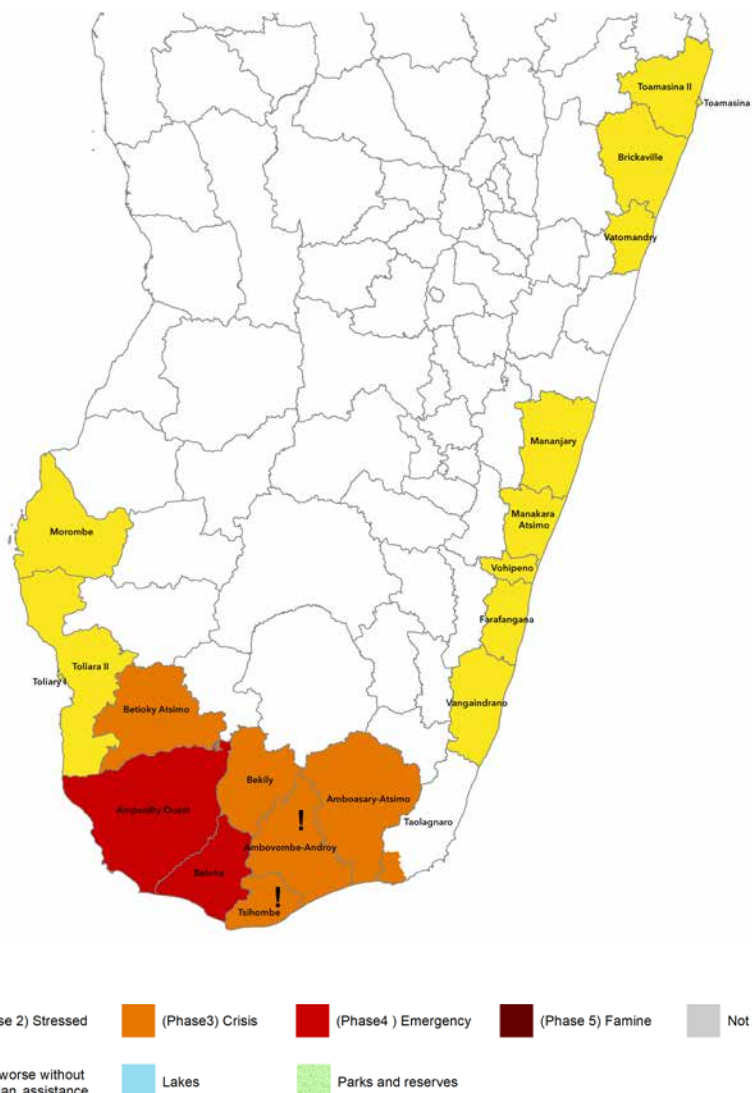 Toamasina II
Toamasina
Brickaville
Vatomandry
Mananjary
Manakara
Atsimo
Vohipeno
Farafangana
Vangaindrano
Morombe
Toliara II
Betioky Atsimo
Bekily
Amboasary-Atsimo
Ampanihy Ouest
!
Taolagnaro
Ambovombe-Androy
Beloha
!
Tsihombe
2) Stressed
(Phase3) Crisis
(Phase4 ) Emergency
(Phase 5) Famine
Not
worse without
assistance
Lakes
Parks and reserves